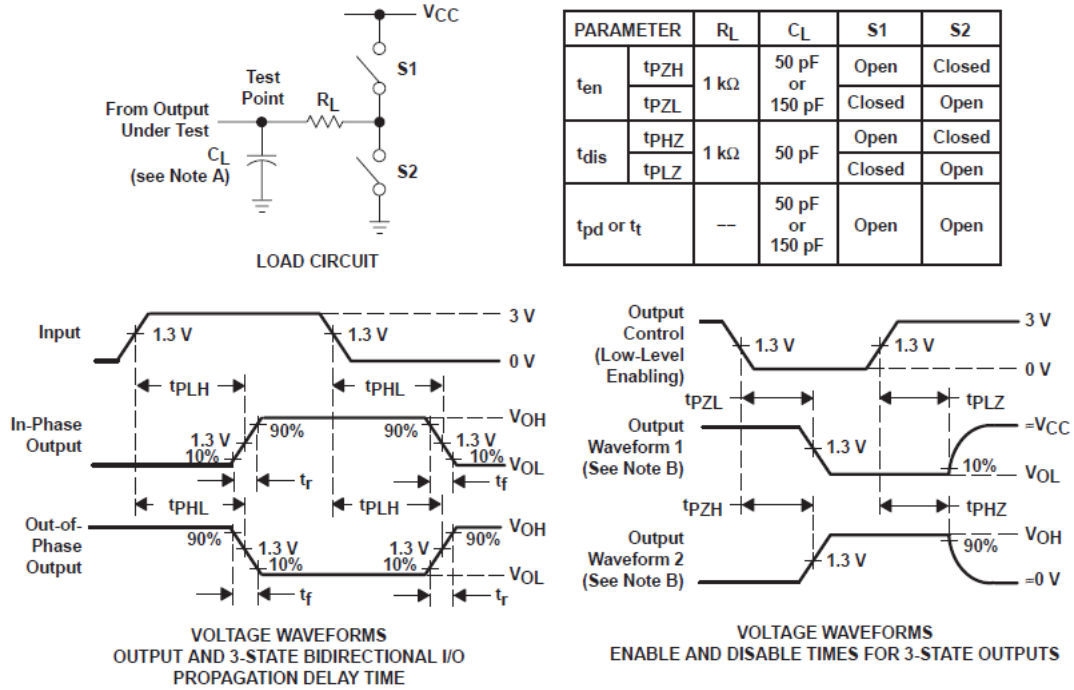 VCC
S1
Test
Point
RL
From Output
Under Test
CL
(see Note A)
S2
LOAD CIRCUIT
PARAMETER RL CL S1 S2
ten tPZH 1 kΩ 50 pF or 150 pF Open Closed
tPZL Closed Open
tdis tPHZ 1 kΩ 50 pF Open Closed
tPLZ Closed Open
tpd or tt –– 50 pF or 150 pF Open Open
Input
1.3 V
1.3 V
3 V
0 V
tPLH
tPHL
In-Phase
Output
1.3 V
10%
90%
90%
1.3 V
10%
VOH
VOL
tr
tf
tPHL
tPLH
Out-of-
Phase
Output
90%
1.3 V
10%
1.3 V
10%
90%
VOH
VOL
tf
tr
VOLTAGE WAVEFORMS
OUTPUT AND 3-STATE BIDIRECTIONAL I/O
PROPAGATION DELAY TIME
Output
Control
(Low-Level
Enabling)
1.3 V
1.3 V
3 V
0 V
tPZL
tPLZ
Output
Waveform 1
(See Note B)
1.3 V
10%
≈VCC
VOL
tPZH
tPHZ
Output
Waveform 2
(See Note B)
1.3 V
90%
VOH
≈0 V
VOLTAGE WAVEFORMS
ENABLE AND DISABLE TIMES FOR 3-STATE OUTPUTS